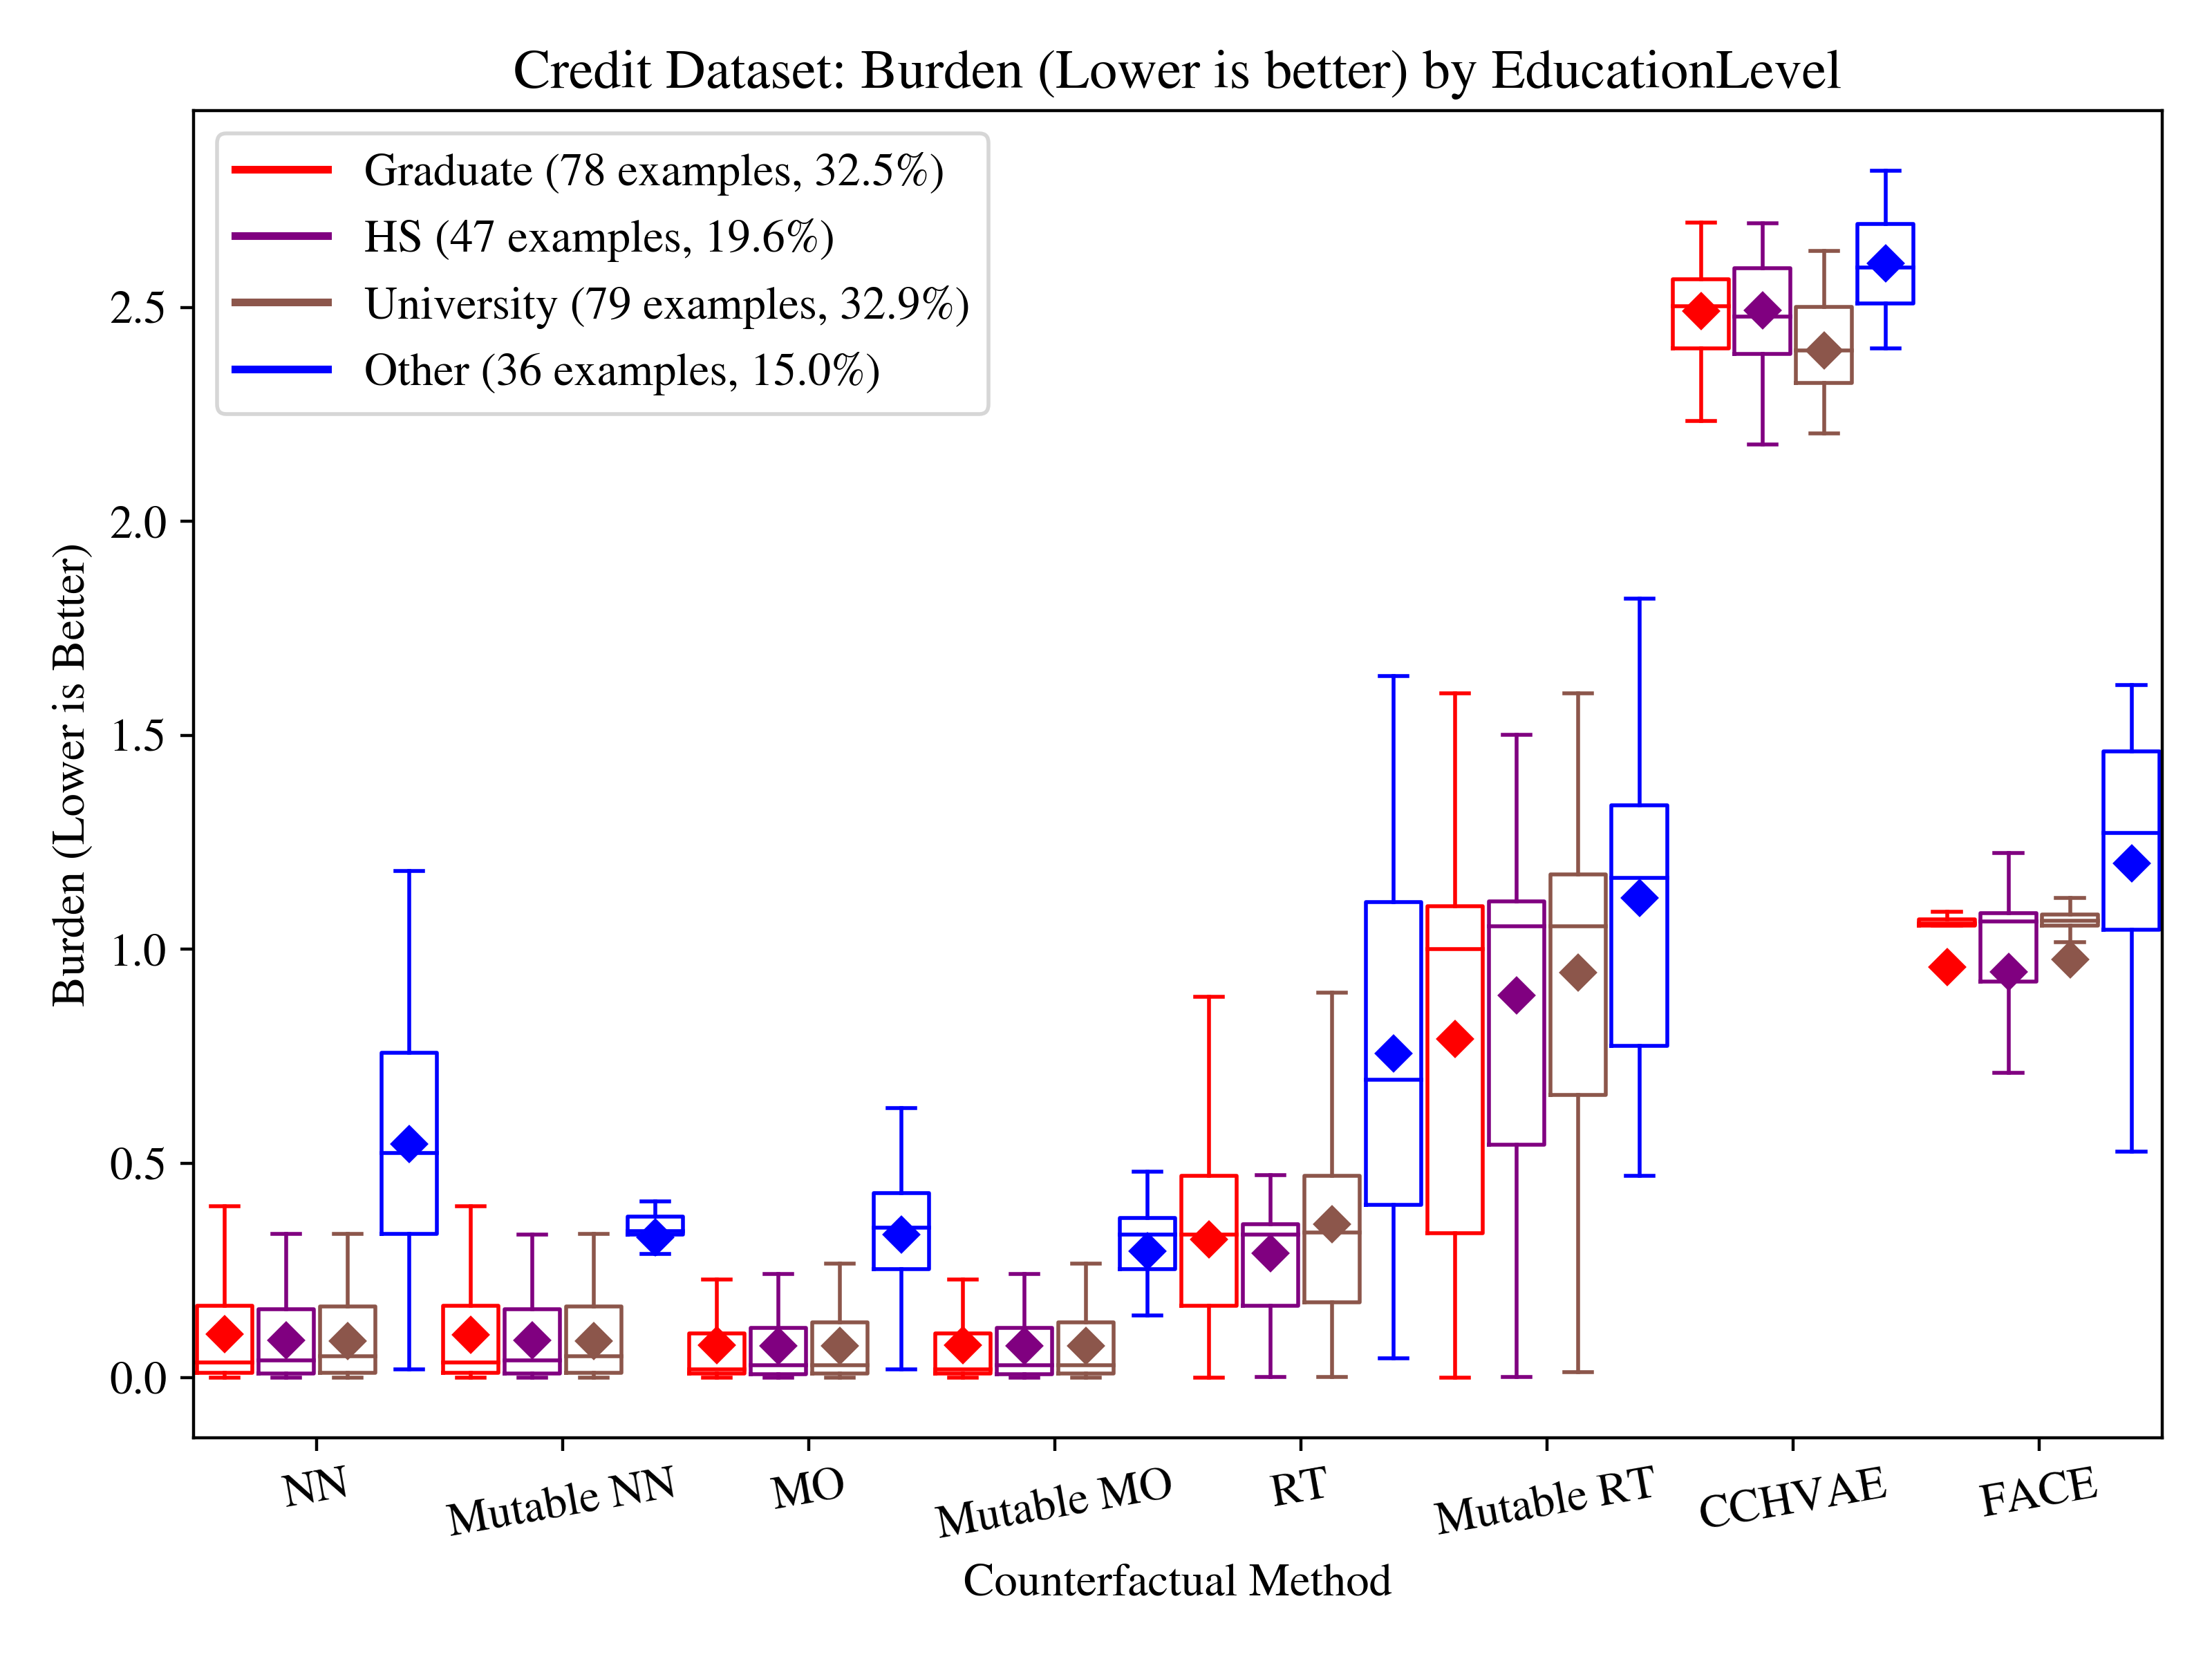 Credit Dataset: Burden (Lower is better) by EducationLevel
Graduate (78 examples, 32.5%)
HS (47 examples, 19.6%)
University (79 examples, 32.9%)
Other (36 examples, 15.0%)
Burden (Lower is Better)
2.5
2.0
1.5
1.0
0.5
0.0
NN
Mutable NN
MO
Mutable MO
RT
Mutable RT
CCHVAE
FACE
Counterfactual Method